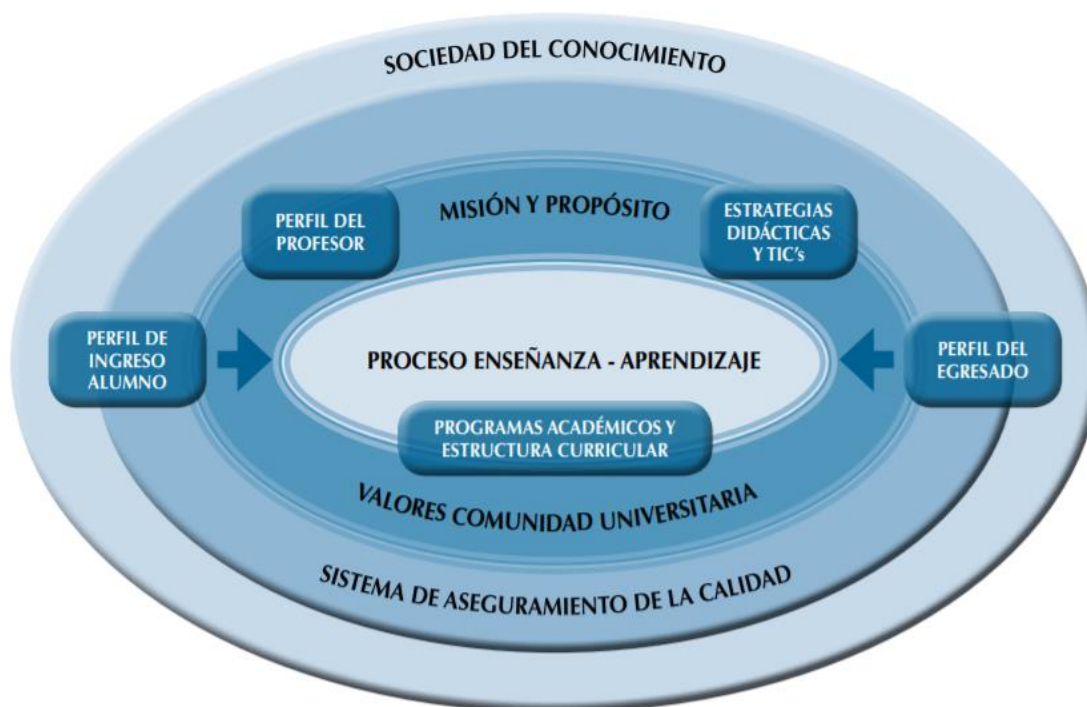 SOCIEDAD DEL CONOCIMIENTO
MISIÓN Y PROPÓSITO
PERFIL DEL
PROFESOR
ESTRATEGIAS
DIDÁCTICAS
Y TIC's
PERFIL DE
INGRESO
ALUMNO
PROCESO ENSEÑANZA - APRENDIZAJE
PERFIL DEL
EGRESADO
PROGRAMAS ACADÉMICOS Y
ESTRUCTURA CURRICULAR
VALORES COMUNIDAD UNIVERSITARIA
SISTEMA DE ASEGURAMIENTO DE LA CALIDAD